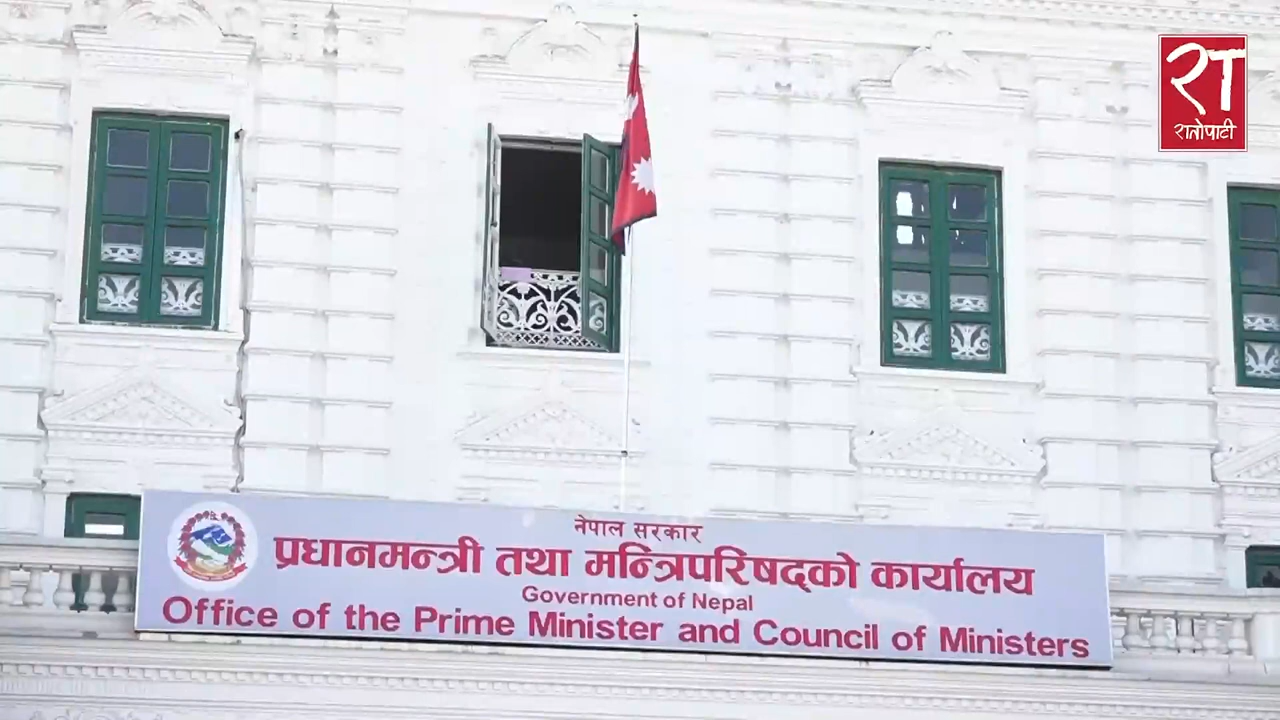 रा
रातोपाटी
नेपाल सरकार
प्रधानमन्त्री तथा मन्त्रिपरिषद्को कार्यालय
Government of Nepal
Office of the Prime Minister and Council of Ministers